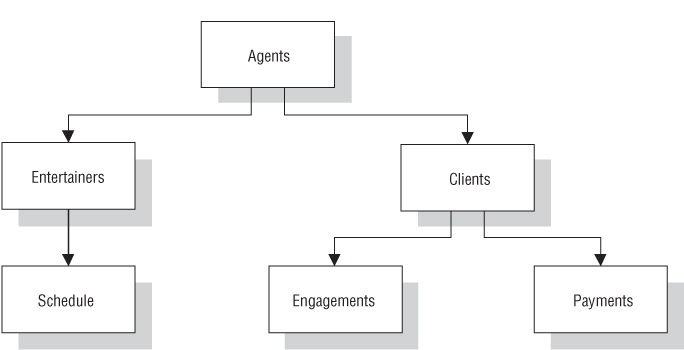 Agents
Entertainers
Clients
Schedule
Engagements
Payments